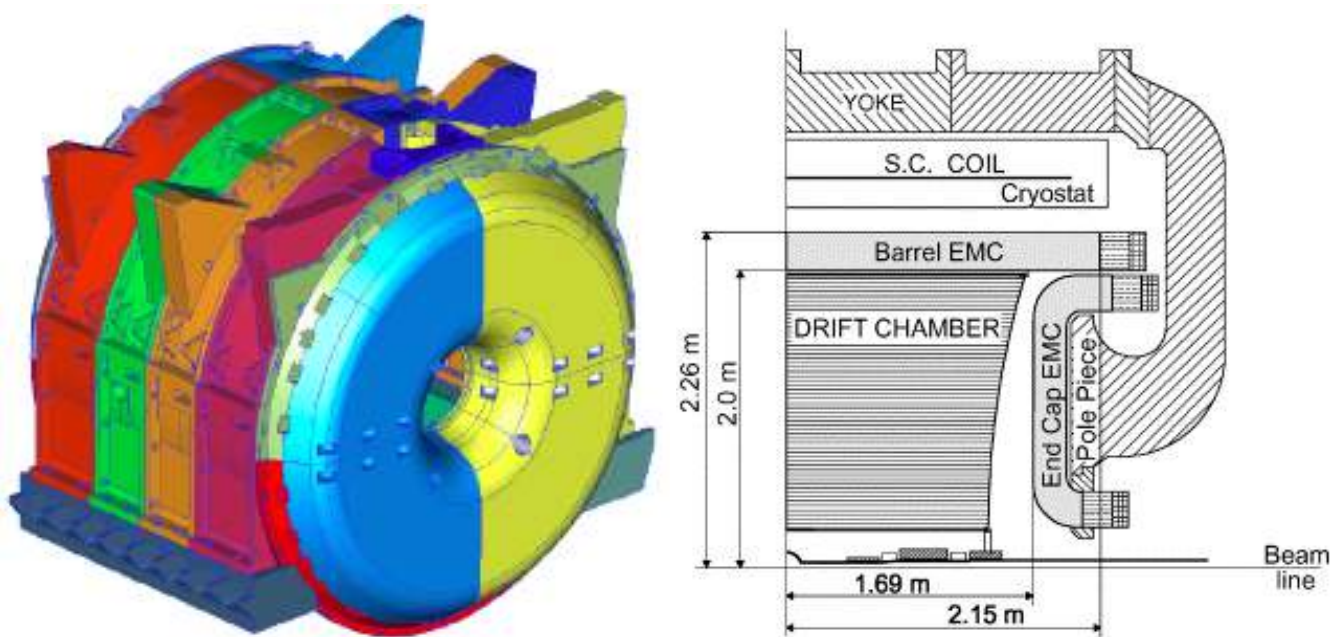 YOKE
S.C. COIL
Cryostat
Barrel EMC
DRIFT CHAMBER
End Cap EMC
Pole Piece
2.26 m
2.0 m
Beam
line
1.69 m
2.15 m